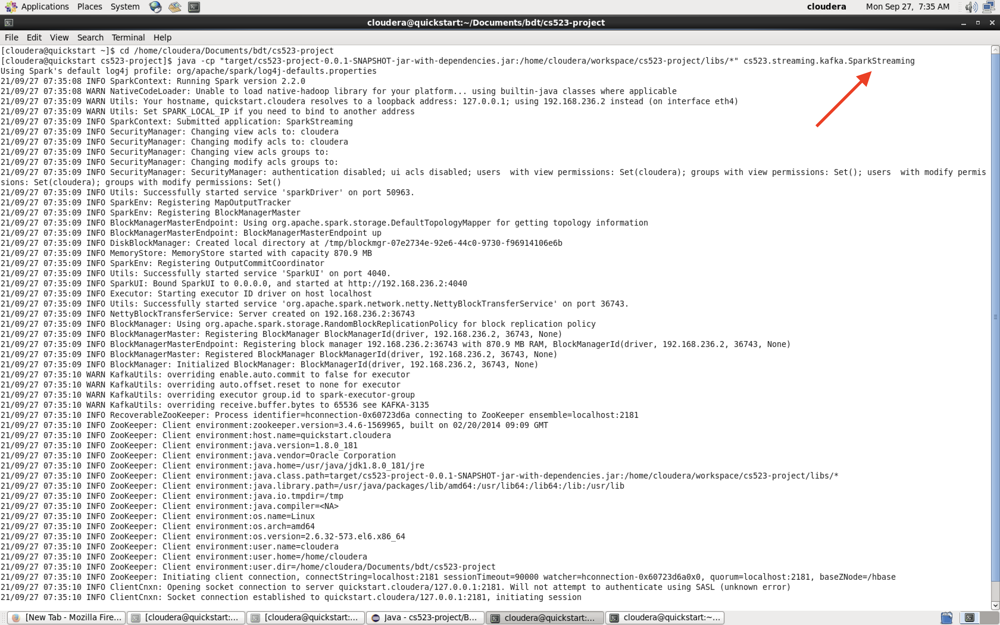 Applications Places System cloudera Mon Sep 27, 7:35 AM
cloudera@quickstart:~/Documents/bdt/cs523-project
File Edit View Search Terminal Help
[cloudera@quickstart ~]$ cd /home/cloudera/Documents/bdt/cs523-project
[cloudera@quickstart cs523-project]$ java -cp "target/cs523-project-0.0.1-SNAPSHOT-jar-with-dependencies.jar:/home/cloudera/workspace/cs523-project/libs/*" cs523.streaming.kafka.SparkStreaming
Using Spark's default log4j profile: org/apache/spark/log4j-defaults.properties
21/09/27 07:35:08 INFO SparkContext: Running Spark version 2.2.0
21/09/27 07:35:08 WARN NativeCodeLoader: Unable to load native-hadoop library for your platform... using builtin-java classes where applicable
21/09/27 07:35:09 WARN Utils: Your hostname, quickstart.cloudera resolves to a loopback address: 127.0.0.1; using 192.168.236.2 instead (on interface eth4)
21/09/27 07:35:09 WARN Utils: Set SPARK_LOCAL_IP if you need to bind to another address
21/09/27 07:35:09 INFO SparkContext: Submitted application: SparkStreaming
21/09/27 07:35:09 INFO SecurityManager: Changing view acls to: cloudera
21/09/27 07:35:09 INFO SecurityManager: Changing modify acls to: cloudera
21/09/27 07:35:09 INFO SecurityManager: Changing view acls groups to:
21/09/27 07:35:09 INFO SecurityManager: Changing modify acls groups to:
21/09/27 07:35:09 INFO SecurityManager: SecurityManager: authentication disabled; ui acls disabled; users  with view permissions: Set(cloudera); groups with view permissions: Set(); users  with modify permis
sions: Set(cloudera); groups with modify permissions: Set()
21/09/27 07:35:09 INFO Utils: Successfully started service 'sparkDriver' on port 50963.
21/09/27 07:35:09 INFO SparkEnv: Registering MapOutputTracker
21/09/27 07:35:09 INFO SparkEnv: Registering BlockManagerMaster
21/09/27 07:35:09 INFO BlockManagerMasterEndpoint: Using org.apache.spark.storage.DefaultTopologyMapper for getting topology information
21/09/27 07:35:09 INFO BlockManagerMasterEndpoint: BlockManagerMasterEndpoint up
21/09/27 07:35:09 INFO DiskBlockManager: Created local directory at /tmp/blockmgr-07e2734e-92e6-44c0-9730-f96914106e6b
21/09/27 07:35:09 INFO MemoryStore: MemoryStore started with capacity 870.9 MB
21/09/27 07:35:09 INFO SparkEnv: Registering OutputCommitCoordinator
21/09/27 07:35:09 INFO Utils: Successfully started service 'SparkUI' on port 4040.
21/09/27 07:35:09 INFO SparkUI: Bound SparkUI to 0.0.0.0, and started at http://192.168.236.2:4040
21/09/27 07:35:09 INFO Executor: Starting executor ID driver on host localhost
21/09/27 07:35:09 INFO Utils: Successfully started service 'org.apache.spark.network.netty.NettyBlockTransferService' on port 36743.
21/09/27 07:35:09 INFO NettyBlockTransferService: Server created on 192.168.236.2:36743
21/09/27 07:35:09 INFO BlockManager: Using org.apache.spark.storage.RandomBlockReplicationPolicy for block replication policy
21/09/27 07:35:09 INFO BlockManagerMaster: Registering BlockManager BlockManagerId(driver, 192.168.236.2, 36743, None)
21/09/27 07:35:09 INFO BlockManagerMasterEndpoint: Registering block manager 192.168.236.2:36743 with 870.9 MB RAM, BlockManagerId(driver, 192.168.236.2, 36743, None)
21/09/27 07:35:09 INFO BlockManagerMaster: Registered BlockManager BlockManagerId(driver, 192.168.236.2, 36743, None)
21/09/27 07:35:09 INFO BlockManager: Initialized BlockManager: BlockManagerId(driver, 192.168.236.2, 36743, None)
21/09/27 07:35:10 WARN KafkaUtils: overriding enable.auto.commit to false for executor
21/09/27 07:35:10 WARN KafkaUtils: overriding auto.offset.reset to none for executor
21/09/27 07:35:10 WARN KafkaUtils: overriding executor group.id to spark-executor-group
21/09/27 07:35:10 WARN KafkaUtils: overriding receive.buffer.bytes to 65536 see KAFKA-3135
21/09/27 07:35:10 INFO RecoverableZooKeeper: Process identifier=hconnection-0x60723d6a connecting to ZooKeeper ensemble=localhost:2181
21/09/27 07:35:10 INFO ZooKeeper: Client environment:zookeeper.version=3.4.6-1569965, built on 02/20/2014 09:09 GMT
21/09/27 07:35:10 INFO ZooKeeper: Client environment:host.name=quickstart.cloudera
21/09/27 07:35:10 INFO ZooKeeper: Client environment:java.version=1.8.0_181
21/09/27 07:35:10 INFO ZooKeeper: Client environment:java.vendor=Oracle Corporation
21/09/27 07:35:10 INFO ZooKeeper: Client environment:java.home=/usr/java/jdk1.8.0_181/jre
21/09/27 07:35:10 INFO ZooKeeper: Client environment:java.class.path=target/cs523-project-0.0.1-SNAPSHOT-jar-with-dependencies.jar:/home/cloudera/workspace/cs523-project/libs/*
21/09/27 07:35:10 INFO ZooKeeper: Client environment:java.library.path=/usr/java/packages/lib/amd64:/usr/lib64:/lib64:/lib:/usr/lib
21/09/27 07:35:10 INFO ZooKeeper: Client environment:java.io.tmpdir=/tmp
21/09/27 07:35:10 INFO ZooKeeper: Client environment:java.compiler=<NA>
21/09/27 07:35:10 INFO ZooKeeper: Client environment:os.name=Linux
21/09/27 07:35:10 INFO ZooKeeper: Client environment:os.arch=amd64
21/09/27 07:35:10 INFO ZooKeeper: Client environment:os.version=2.6.32-573.el6.x86_64
21/09/27 07:35:10 INFO ZooKeeper: Client environment:user.name=cloudera
21/09/27 07:35:10 INFO ZooKeeper: Client environment:user.home=/home/cloudera
21/09/27 07:35:10 INFO ZooKeeper: Client environment:user.dir=/home/cloudera/Documents/bdt/cs523-project
21/09/27 07:35:10 INFO ZooKeeper: Initiating client connection, connectString=localhost:2181 sessionTimeout=90000 watcher=hconnection-0x60723d6a0x0, quorum=localhost:2181, baseZNode=/hbase
21/09/27 07:35:10 INFO ClientCnxn: Opening socket connection to server quickstart.cloudera/127.0.0.1:2181. Will not attempt to authenticate using SASL (unknown error)
21/09/27 07:35:10 INFO ClientCnxn: Socket connection established to quickstart.cloudera/127.0.0.1:2181, initiating session
[New Tab - Mozilla Fire... [cloudera@quickstart:... [cloudera@quickstart:... Java - cs523-project/B... cloudera@quickstart:... cloudera@quickstart:~...